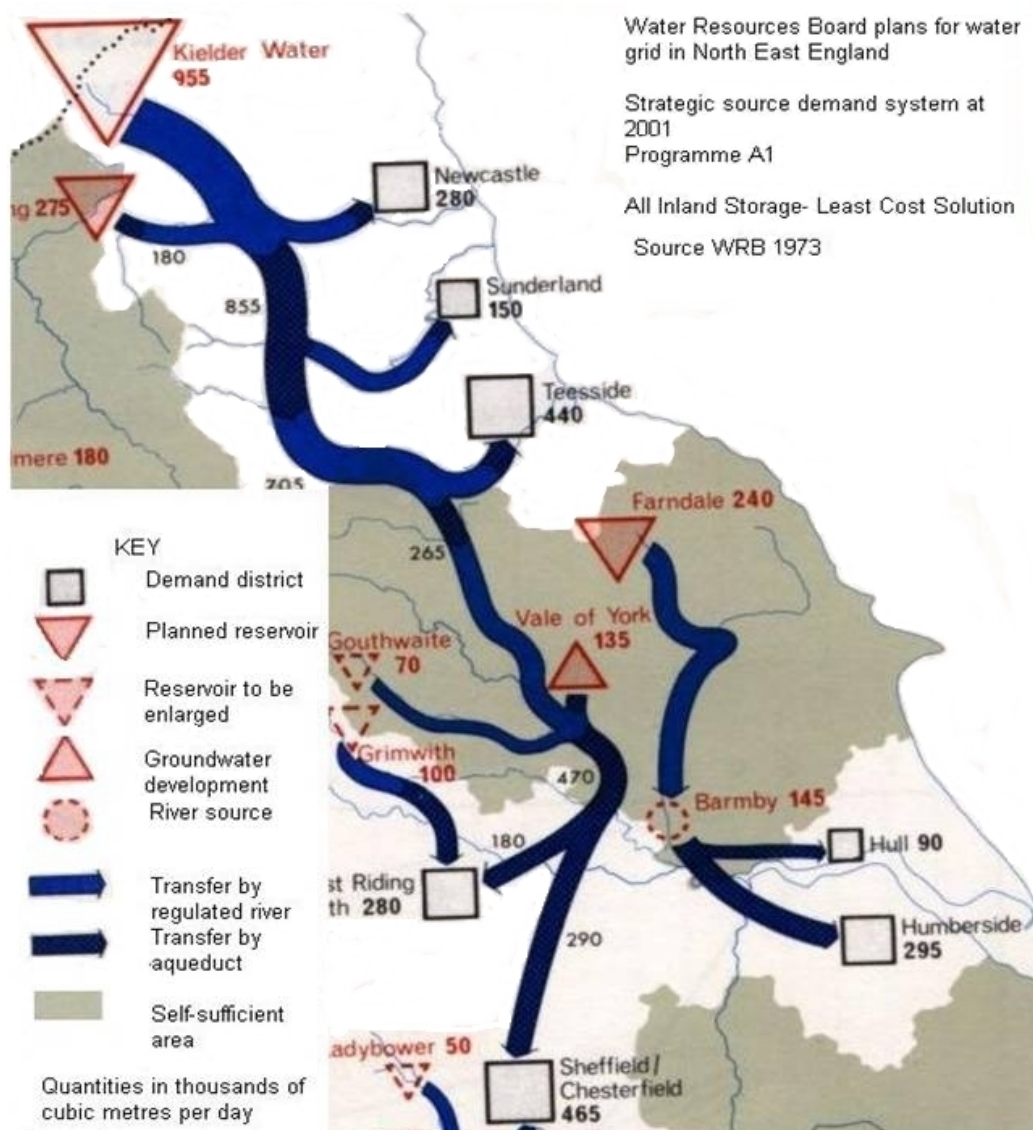 Water Resources Board plans for water
grid in North East England
Strategic source demand system at
2001
Programme A1
All Inland Storage- Least Cost Solution
Source WRB 1973
Kielder Water
955
Newcastle
280
ng 275
180
855
Sunderland
150
Teesside
440
mere 180
705
265
Farndale 240
Vale of York
135
Gouthwaite
70
Grimwith
100
470
Barmby 145
180
Hull 90
st Riding
th 280
290
Humberside
295
adybower 50
Sheffield/
Chesterfield
465
KEY
Demand district
Planned reservoir
Reservoir to be
enlarged
Groundwater
development
River source
Transfer by
regulated river
Transfer by
aqueduct
Self-sufficient
area
Quantities in thousands of
cubic metres per day